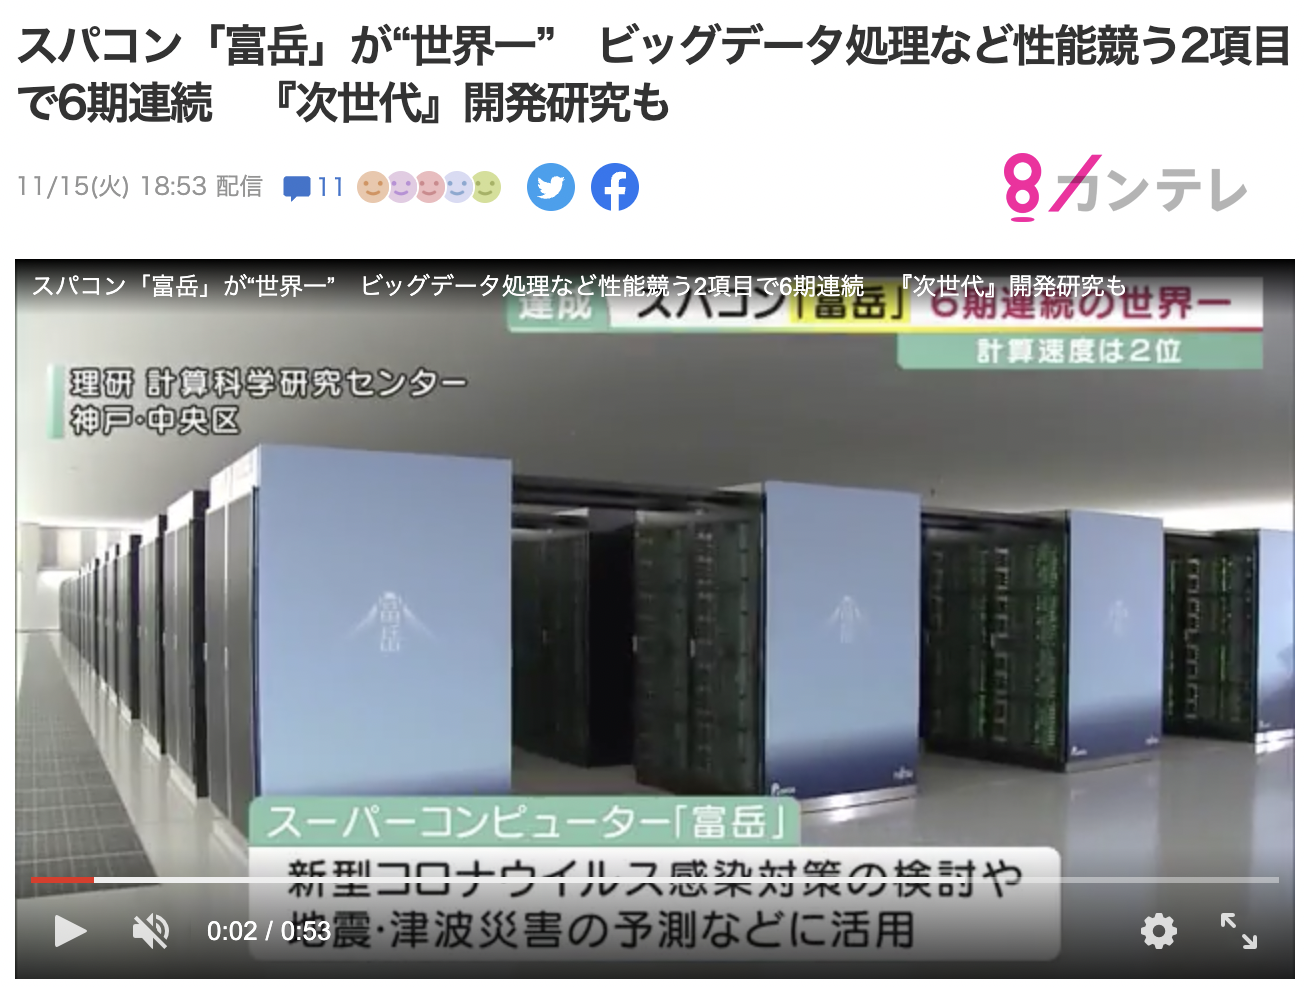 スパコン「富岳」が“世界一”　ビッグデータ処理など性能競う2項目
で6期連続　『次世代』開発研究も
11/15(火) 18:53 配信
11
8カンテレ
スパコン「富岳」が“世界一”　ビッグデータ処理など性能競う2項目で6期連続　『次世代』開発研究も
達成 スパコン「富岳」6期連続の世界一
計算速度は2位
理研 計算科学研究センター
神戸・中央区
富岳
富岳
スーパーコンピューター「富岳」
新型コロナウイルス感染対策の検討や
地震・津波災害の予測などに活用
0:02 / 0:53